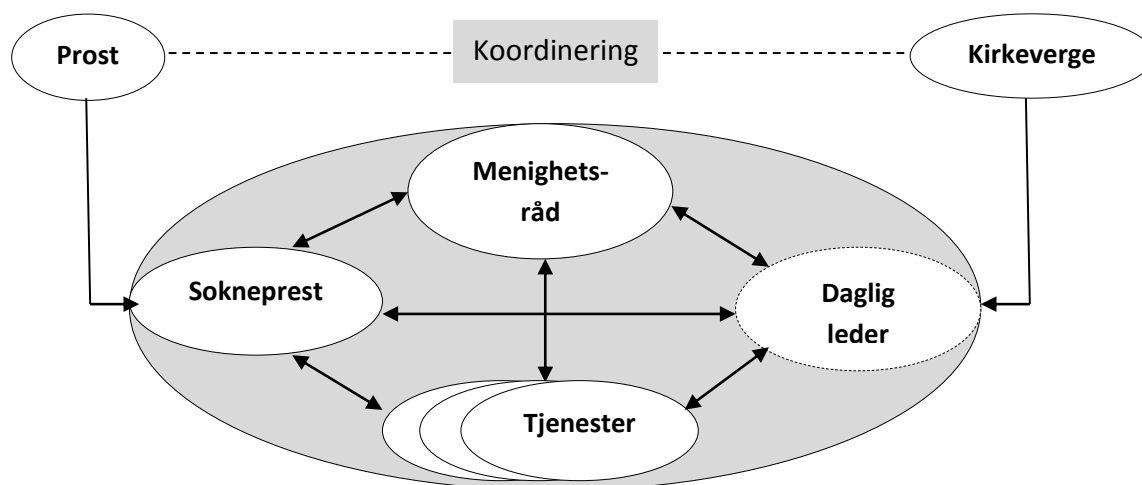 Prost
Koordinering
Kirkeverge
Menighets-
råd
Sokneprest
Daglig
leder
Tjenester